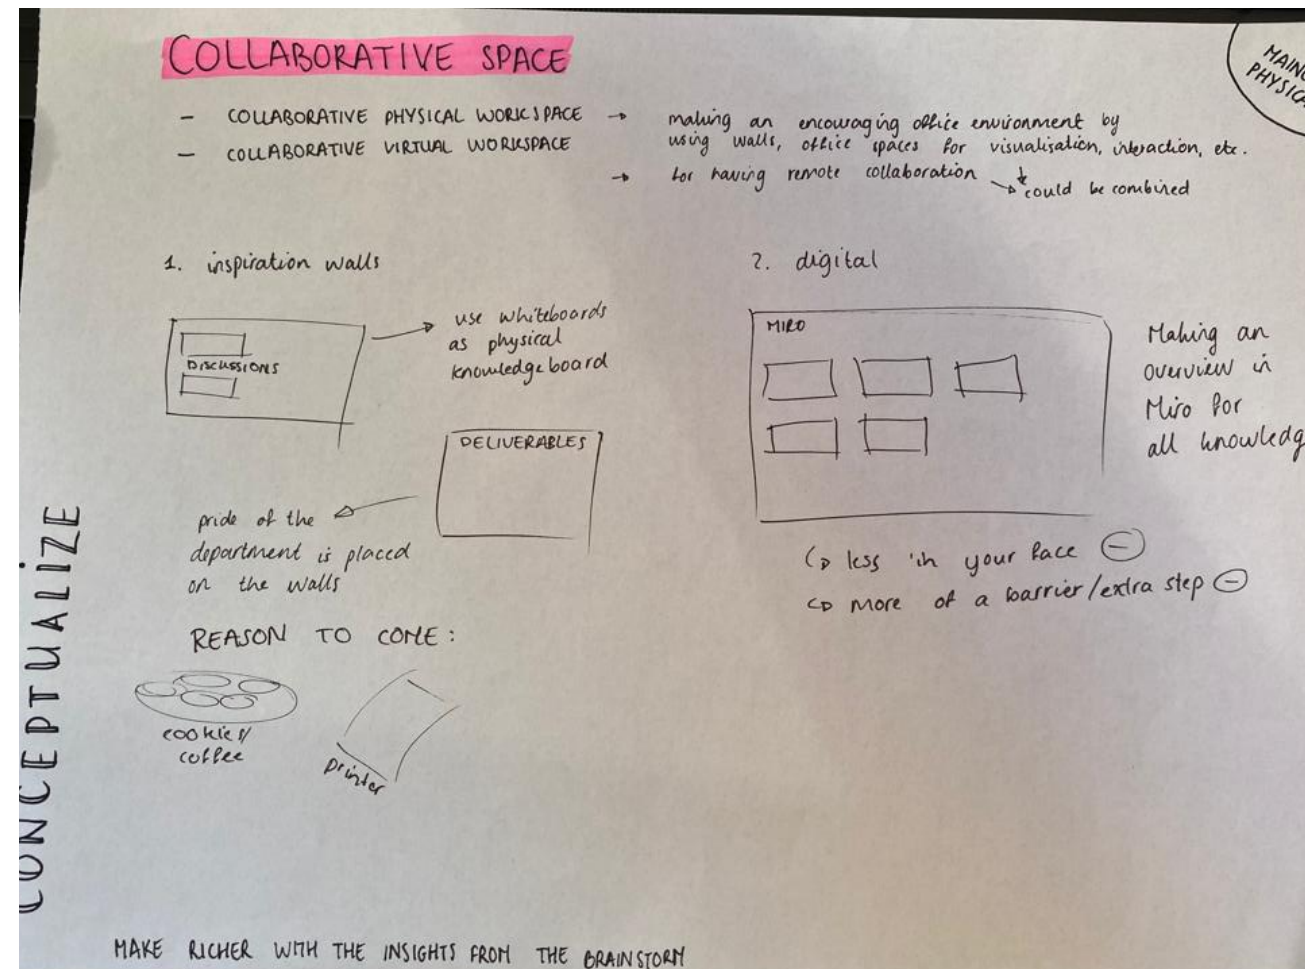 COLLABORATIVE SPACE
- COLLABORATIVE PHYSICAL WORKSPACE → making an encouraging office environment by
using walls, office spaces for visualisation, interaction, etc.
- COLLABORATIVE VIRTUAL WORKSPACE
→ for having remote collaboration
↳ could be combined
PHYSICAL
1. inspiration walls
DISCUSSIONS
use whiteboards
as physical
knowledge board
DELIVERABLES
pride of the
department is placed
on the walls
REASON TO COME:
cookies/
coffee
printer
2. digital
MIRO
Making an
overview in
Miro for
all knowledg
↳ less in your face ⊖
↳ more of a barrier/extra step ⊖
CONCEPTUALIZE
MAKE RICHER WITH THE INSIGHTS FROM THE BRAINSTORM